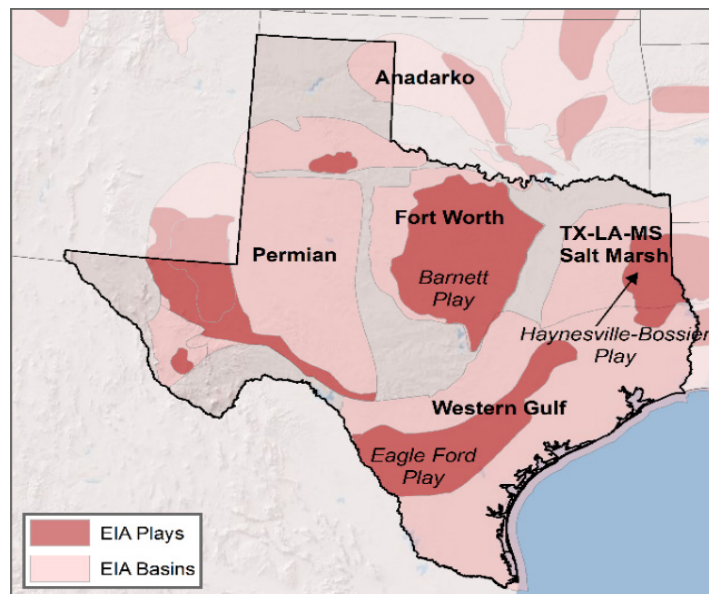 Anadarko
Fort Worth
TX-LA-MS
Salt Marsh
Permian
Barnett
Play
Haynesville-Bossier
Play
Western Gulf
Eagle Ford
Play
EIA Plays
EIA Basins